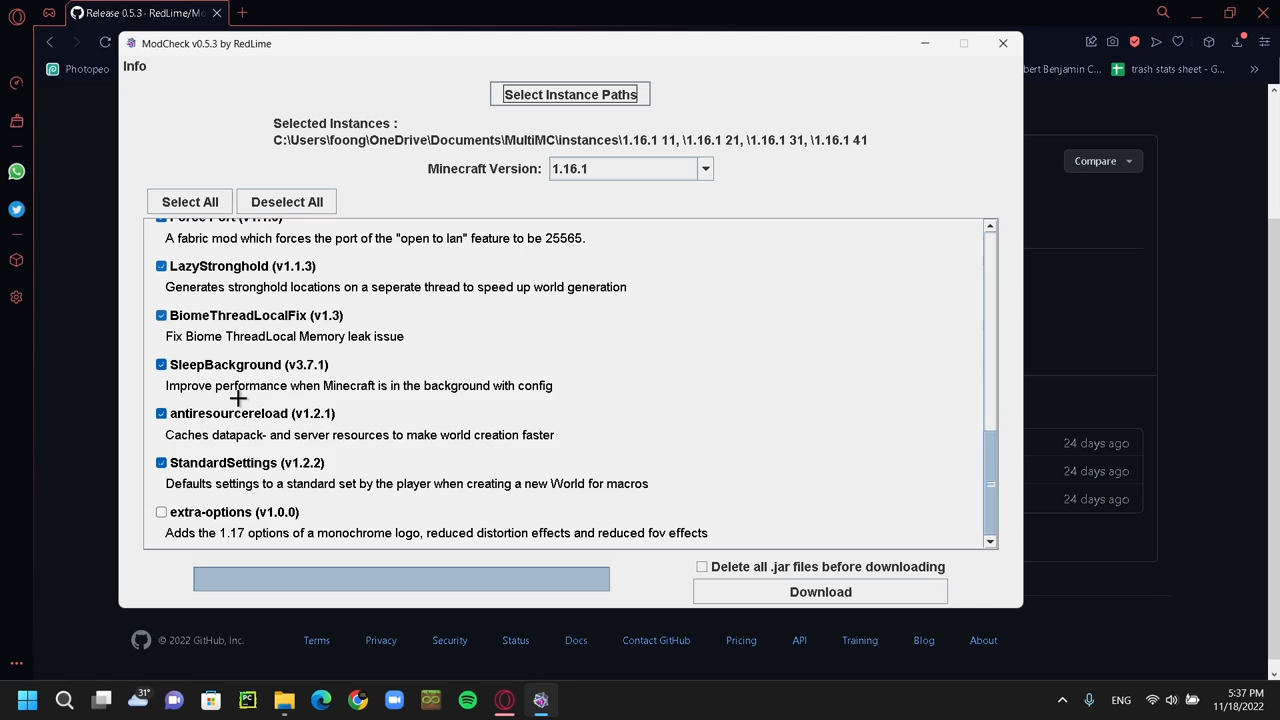 Release 0.5.3 · RedLime/Mo
ModCheck v0.5.3 by RedLime
Photopeo
bert Benjamin C...
trash stats sheet - G...
Info
Select Instance Paths
Selected Instances :
C:\Users\foong\OneDrive\Documents\MultiMC\instances\1.16.1 11, \1.16.1 21, \1.16.1 31, \1.16.1 41
Minecraft Version:
1.16.1
Compare
Select All
Deselect All
A fabric mod which forces the port of the "open to lan" feature to be 25565.
LazyStronghold (v1.1.3)
Generates stronghold locations on a seperate thread to speed up world generation
BiomeThreadLocalFix (v1.3)
Fix Biome ThreadLocal Memory leak issue
SleepBackground (v3.7.1)
Improve performance when Minecraft is in the background with config
antiresourcereload (v1.2.1)
Caches datapack- and server resources to make world creation faster
StandardSettings (v1.2.2)
Defaults settings to a standard set by the player when creating a new World for macros
extra-options (v1.0.0)
Adds the 1.17 options of a monochrome logo, reduced distortion effects and reduced fov effects
24 days ago
24 days ago
24 days ago
Delete all .jar files before downloading
Download
© 2022 GitHub, Inc.
Terms
Privacy
Security
Status
Docs
Contact GitHub
Pricing
API
Training
Blog
About
31°
ENG
5:37 PM
11/18/2022